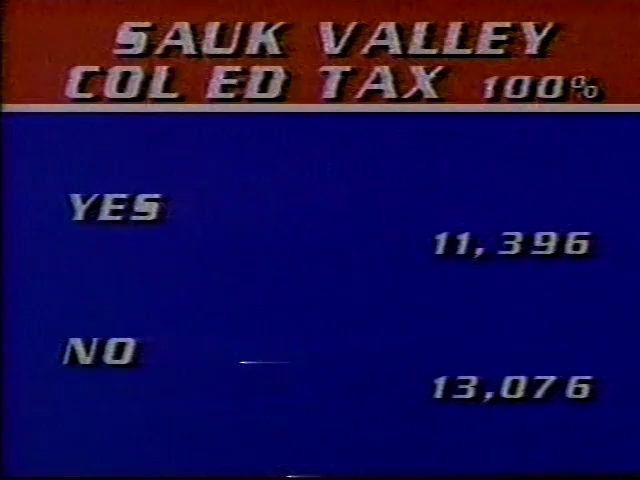 SAUK VALLEY
COL ED TAX 100%
YES
11,396
NO
13,076